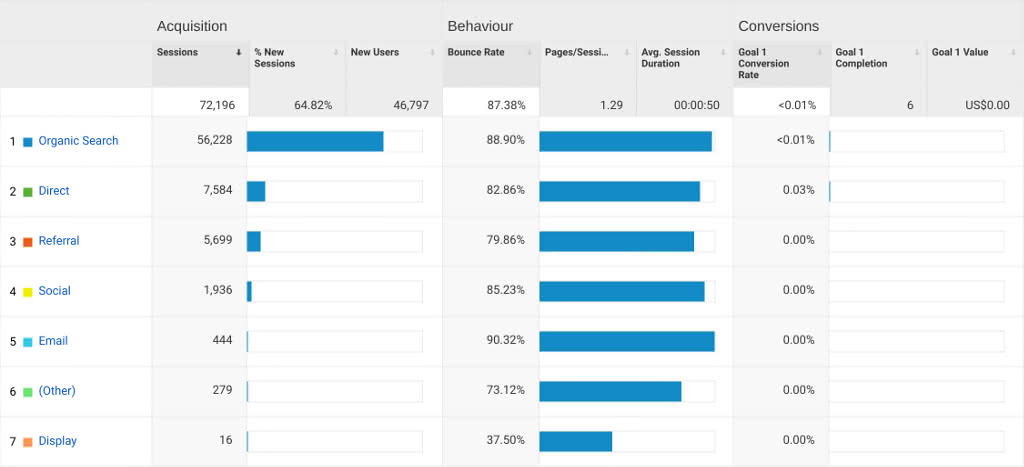 Acquisition Behaviour Conversions
Sessions % New Sessions New Users Bounce Rate Pages/Sessi... Avg. Session Duration Goal 1 Conversion Rate Goal 1 Completion Goal 1 Value
72,196 64.82% 46,797 87.38% 1.29 00:00:50 <0.01% 6 US$0.00
1 Organic Search 56,228 88.90% <0.01%
2 Direct 7,584 82.86% 0.03%
3 Referral 5,699 79.86% 0.00%
4 Social 1,936 85.23% 0.00%
5 Email 444 90.32% 0.00%
6 (Other) 279 73.12% 0.00%
7 Display 16 37.50% 0.00%